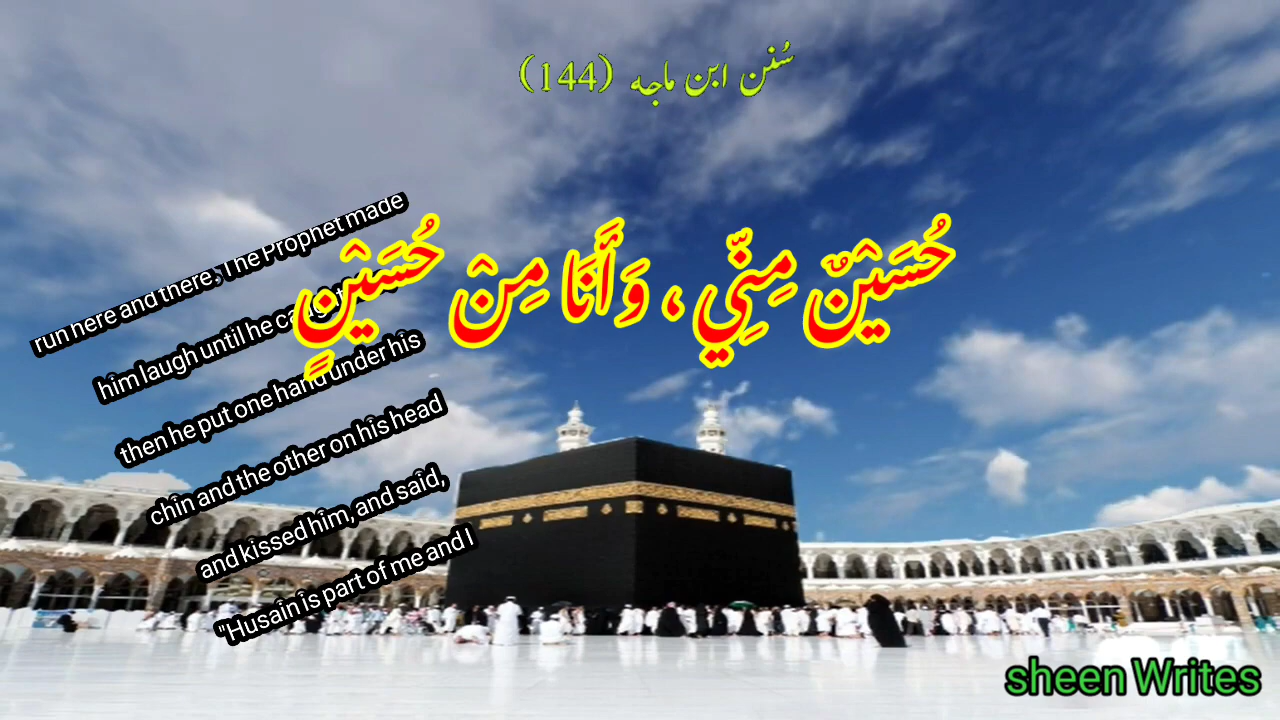 سُنن ابن ماجه (144)
حُسَيْنٌ مِنِّي ، وَأَنَا مِنْ حُسَيْنٍ
run here and there, The Propnet made
him laugh until he
then he put one hand under his
chin and the other on his head
and kissed him, and said,
"Husain is part of me and I
sheen Writes